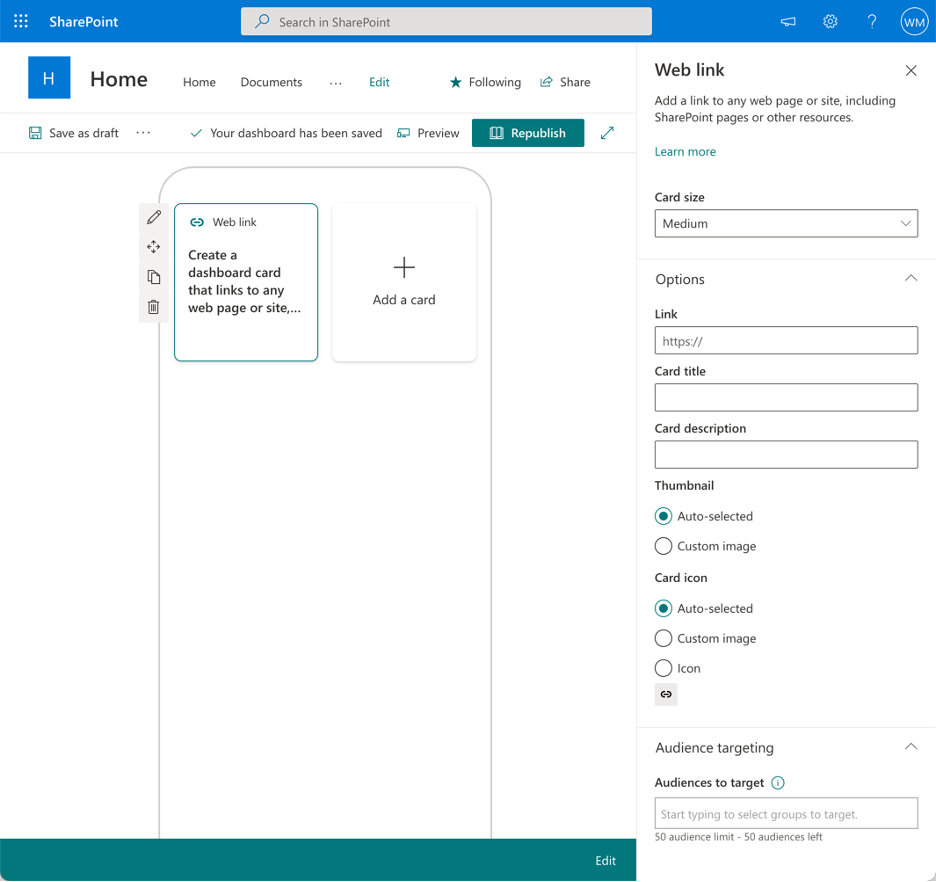 SharePoint
Search in SharePoint
WM
H
Home
Home
Documents
...
Edit
Following
Share
Save as draft
...
Your dashboard has been saved
Preview
Republish
Web link
Create a
dashboard card
that links to any
web page or site,...
Add a card
Edit
Web link
Add a link to any web page or site, including
SharePoint pages or other resources.
Learn more
Card size
Medium
Options
Link
https://
Card title
Card description
Thumbnail
Auto-selected
Custom image
Card icon
Auto-selected
Custom image
Icon
Audience targeting
Audiences to target
Start typing to select groups to target.
50 audience limit - 50 audiences left